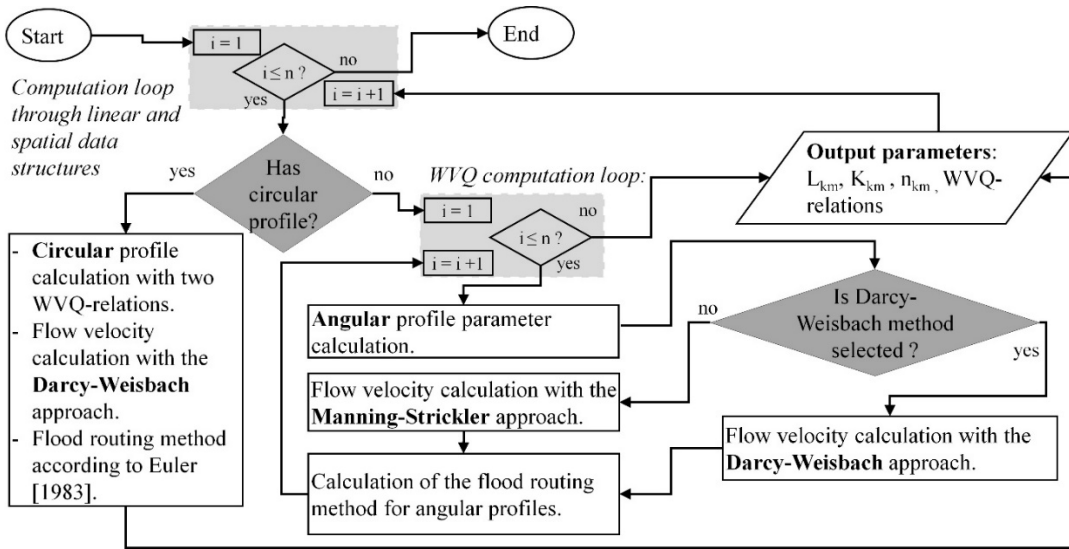 Start
i = 1
End
i ≤ n ?
no
yes
i = i +1
Computation loop
through linear and
spatial data
structures
Has
circular
profile?
yes
no
WVQ computation loop:
i = 1
i ≤ n ?
no
yes
i = i +1
Output parameters:
Lkm, Kkm , nkm , WVQ-
relations
- Circular profile
calculation with two
WVQ-relations.
- Flow velocity
calculation with the
Darcy-Weisbach
approach.
- Flood routing method
according to Euler
[1983].
Angular profile parameter
calculation.
Is Darcy-
Weisbach method
selected ?
no
yes
Flow velocity calculation with the
Manning-Strickler approach.
Flow velocity calculation with the
Darcy-Weisbach approach.
Calculation of the flood routing
method for angular profiles.